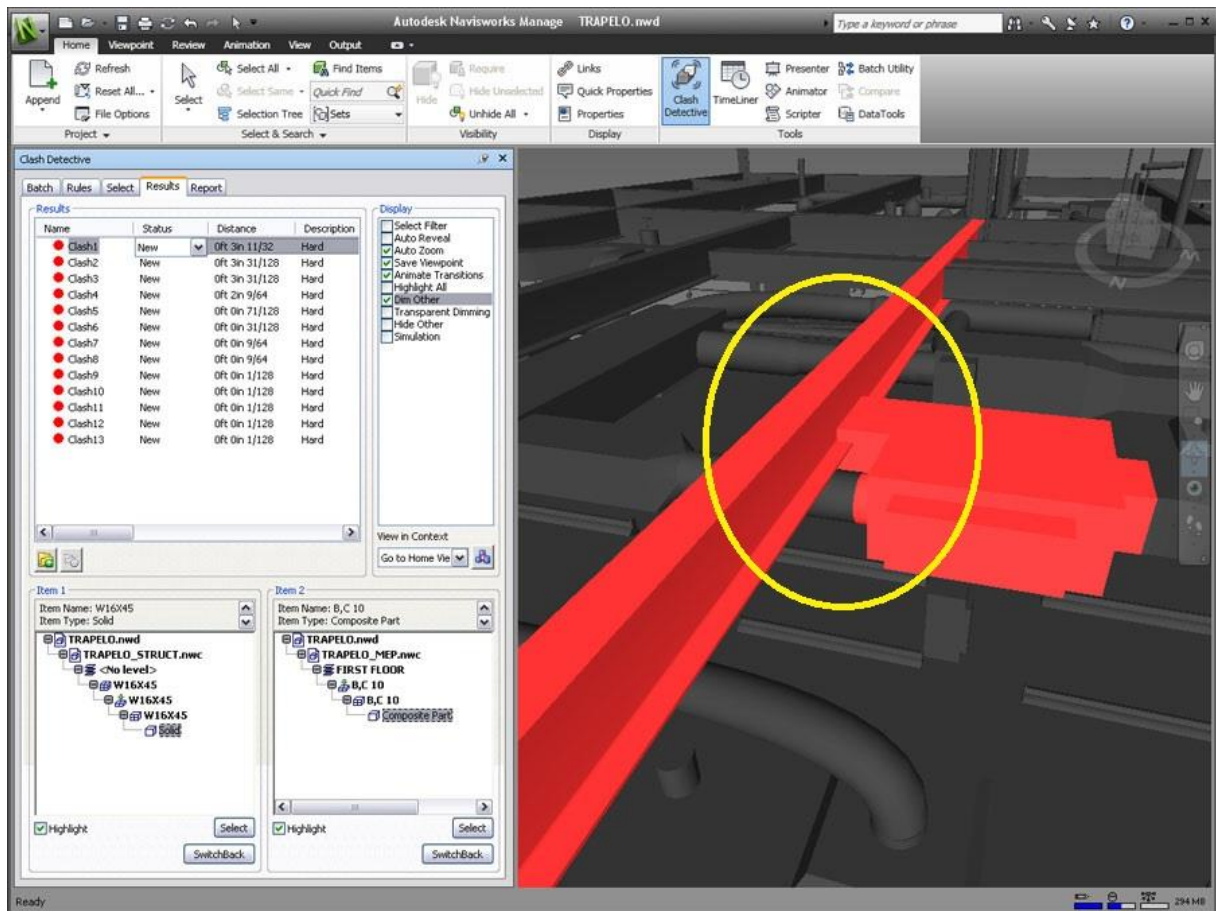 Autodesk Navisworks Manage TRAPELO.nwd
Type a keyword or phrase
Home Viewpoint Review Animation View Output
Append
Refresh
Reset All...
File Options
Project
Select
Select All
Select Same
Selection Tree
Find Items
Quick Find
Sets
Select & Search
Hide
Require
Hide Unselected
Unhide All
Visibility
Links
Quick Properties
Properties
Display
Clash
Detective
TimeLiner
Presenter
Animator
Scripter
Batch Utility
Compare
DataTools
Tools
Clash Detective
Batch Rules Select Results Report
Results
Name Status Distance Description
Clash1 New 0ft 3in 11/32 Hard
Clash2 New 0ft 3in 31/128 Hard
Clash3 New 0ft 3in 31/128 Hard
Clash4 New 0ft 2in 9/64 Hard
Clash5 New 0ft 0in 71/128 Hard
Clash6 New 0ft 0in 31/128 Hard
Clash7 New 0ft 0in 9/64 Hard
Clash8 New 0ft 0in 9/64 Hard
Clash9 New 0ft 0in 1/128 Hard
Clash10 New 0ft 0in 1/128 Hard
Clash11 New 0ft 0in 1/128 Hard
Clash12 New 0ft 0in 1/128 Hard
Clash13 New 0ft 0in 1/128 Hard
Display
Select Filter
Auto Reveal
Auto Zoom
Save Viewpoint
Animate Transitions
Highlight All
Dim Other
Transparent Dimming
Hide Other
Simulation
View in Context
Go to Home Vie
Item 1
Item Name: W16X45
Item Type: Solid
TRAPELO.nwd
TRAPELO_STRUCT.nwc
<No level>
W16X45
W16X45
W16X45
Solid
Highlight
Select
SwitchBack
Item 2
Item Name: B,C 10
Item Type: Composite Part
TRAPELO.nwd
TRAPELO_MEP.nwc
FIRST FLOOR
B,C 10
B,C 10
Composite Part
Highlight
Select
SwitchBack
N
Ready
294 MB